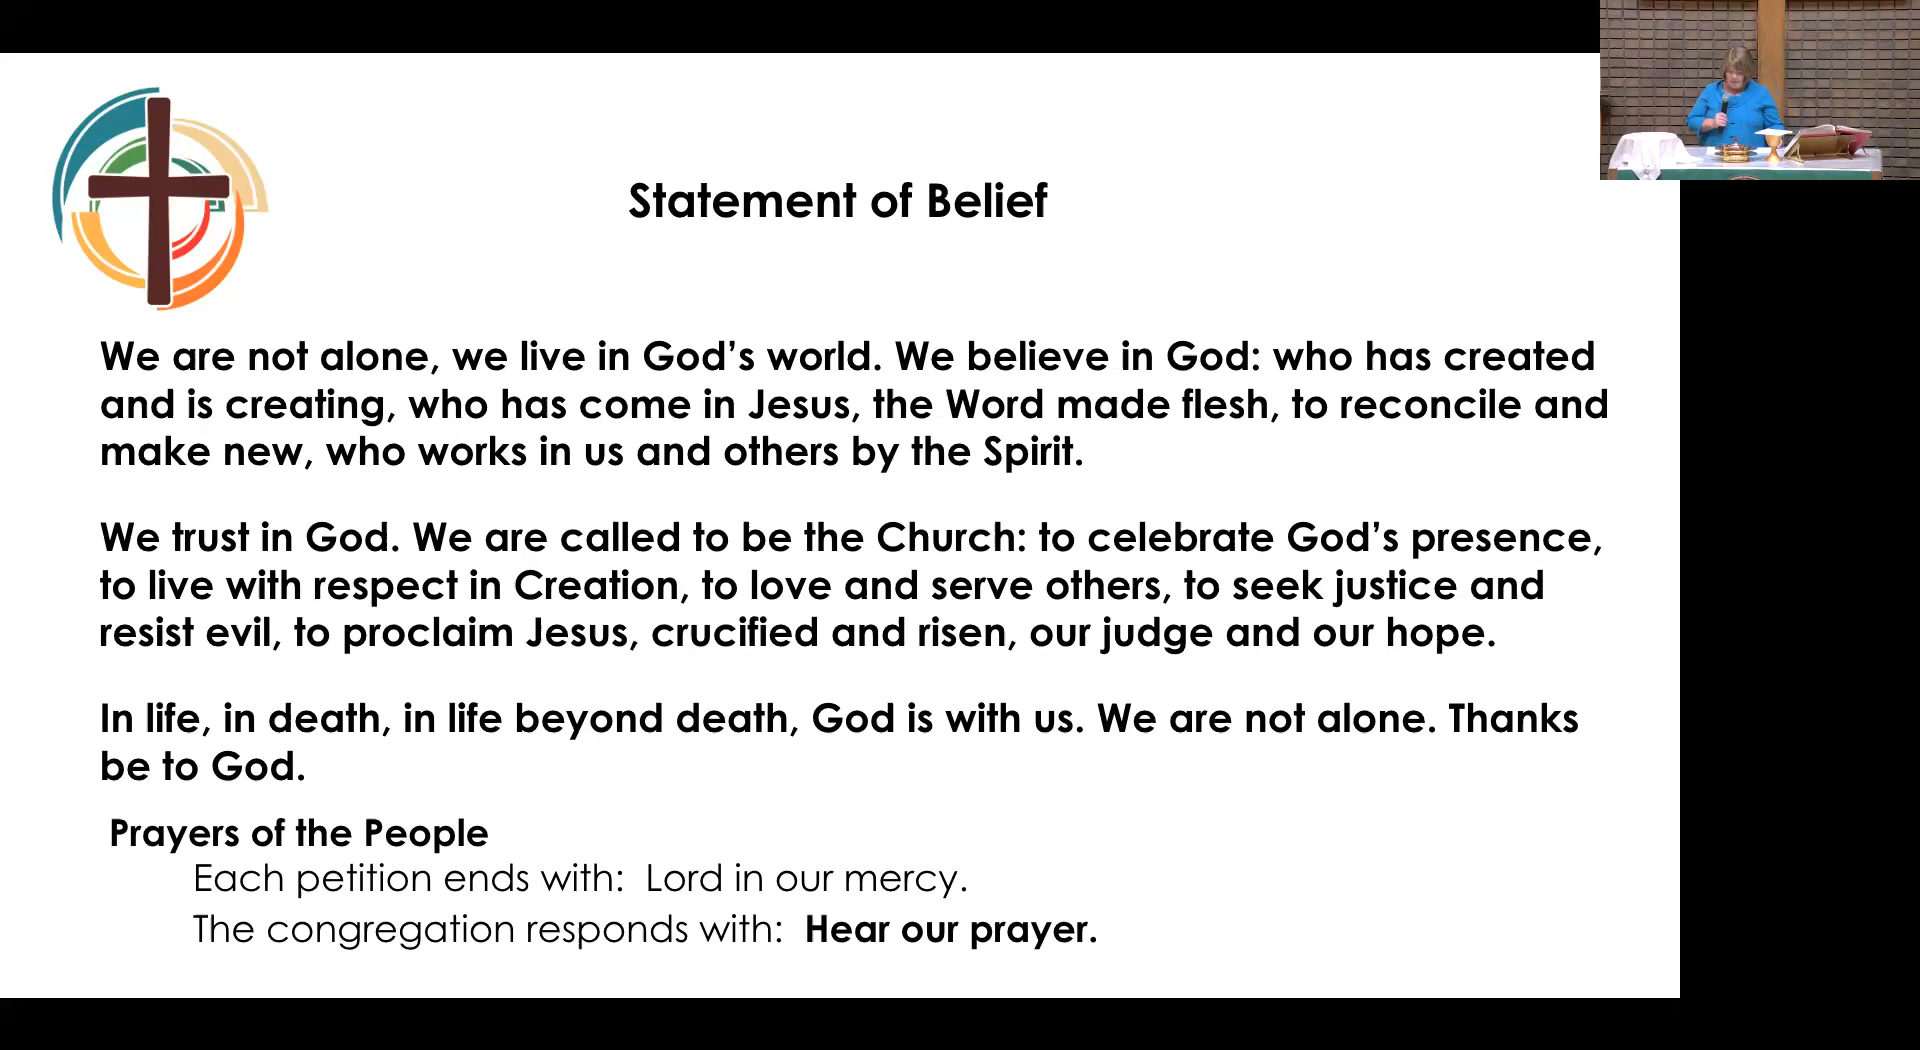 Statement of Belief
We are not alone, we live in God’s world. We believe in God: who has created
and is creating, who has come in Jesus, the Word made flesh, to reconcile and
make new, who works in us and others by the Spirit.
We trust in God. We are called to be the Church: to celebrate God’s presence,
to live with respect in Creation, to love and serve others, to seek justice and
resist evil, to proclaim Jesus, crucified and risen, our judge and our hope.
In life, in death, in life beyond death, God is with us. We are not alone. Thanks
be to God.
Prayers of the People
Each petition ends with: Lord in our mercy.
The congregation responds with: Hear our prayer.